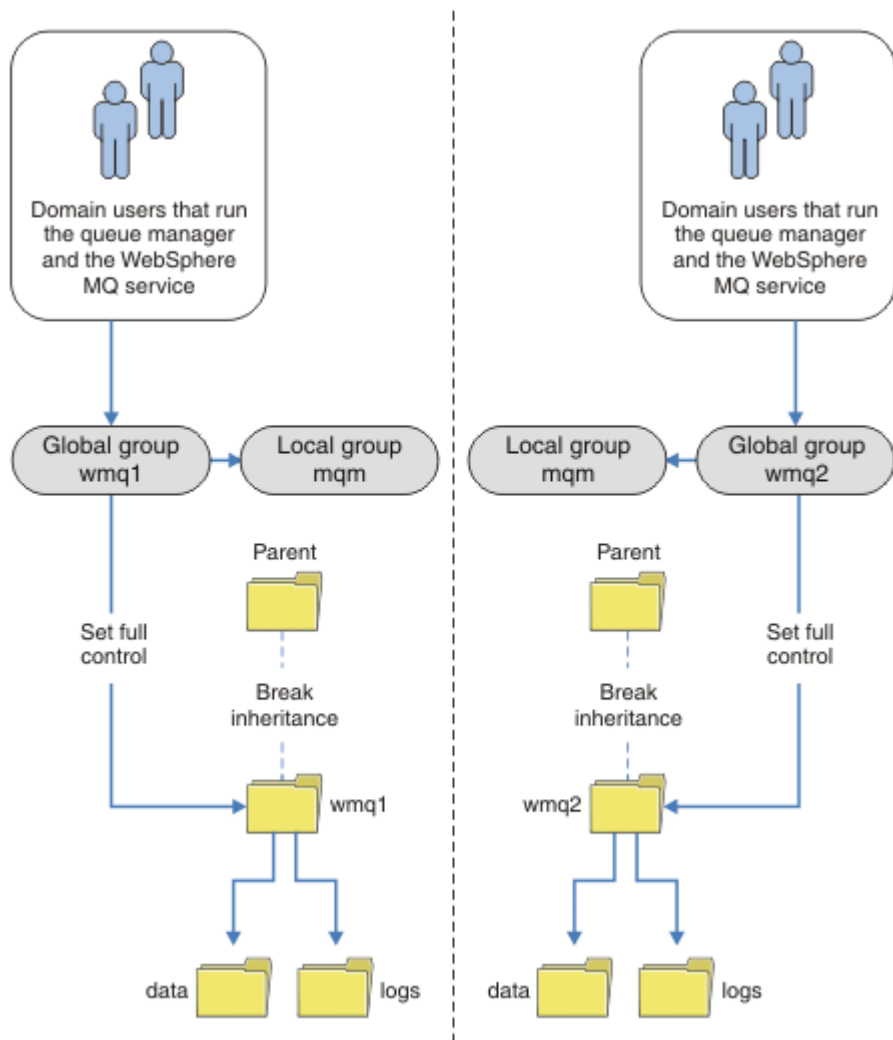 Domain users that run
the queue manager
and the WebSphere
MQ service
Global group
wmq1
Local group
mqm
Parent
Set full
control
Break
inheritance
wmq1
data
logs
Domain users that run
the queue manager
and the WebSphere
MQ service
Local group
mqm
Global group
wmq2
Parent
Set full
control
Break
inheritance
wmq2
data
logs